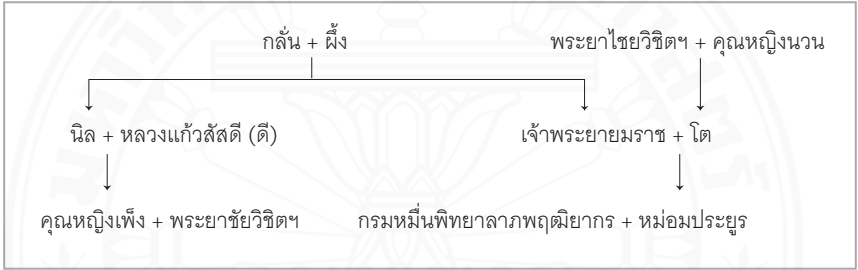 กลั่น + ผึ้ง พระยาไชยวิชิตฯ + คุณหญิงนวน
นิล + หลวงแก้วสัสดี (ดี) เจ้าพระยายมราช + โต
คุณหญิงเพ็ง + พระยาชัยวิชิตฯ กรมหมื่นพิทยาลาภพฤฒิยากร + หม่อมประยูร